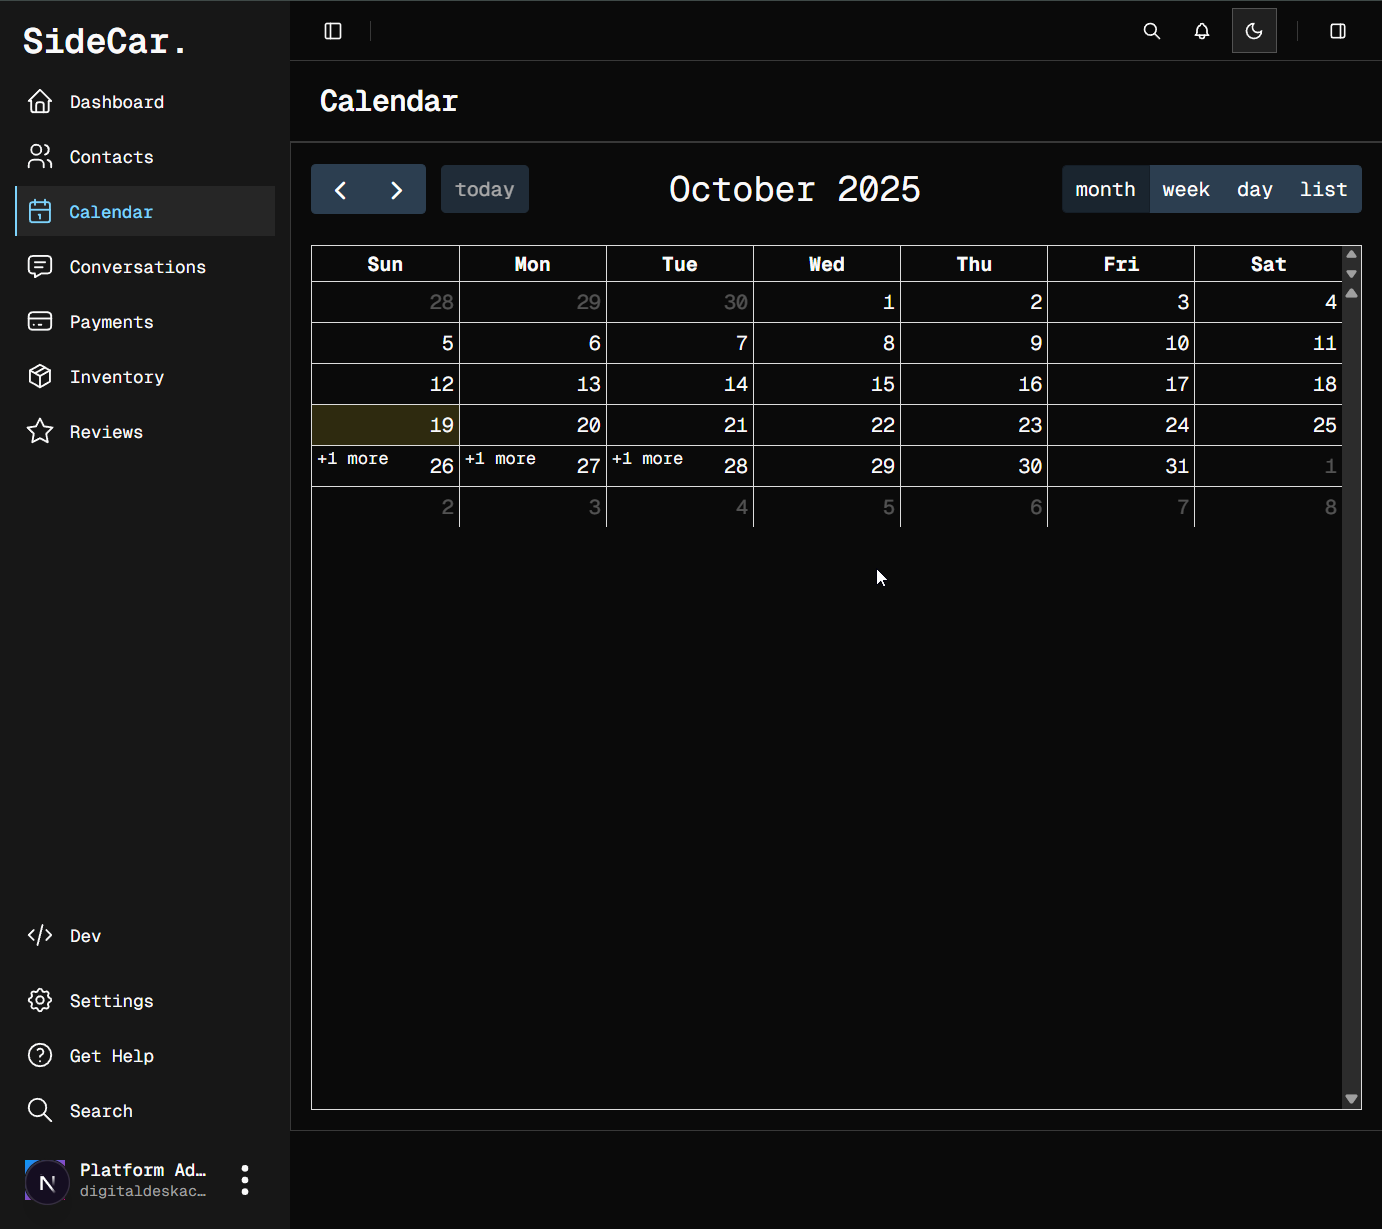 SideCar.
Dashboard
Contacts
Calendar
Conversations
Payments
Inventory
Reviews
Dev
Settings
Get Help
Search
N
Platform Ad…
digitaldeskac…
Calendar
today
October 2025
month week day list
Sun Mon Tue Wed Thu Fri Sat
28 29 30 1 2 3 4
5 6 7 8 9 10 11
12 13 14 15 16 17 18
19 20 21 22 23 24 25
+1 more 26 +1 more 27 +1 more 28 29 30 31 1
2 3 4 5 6 7 8